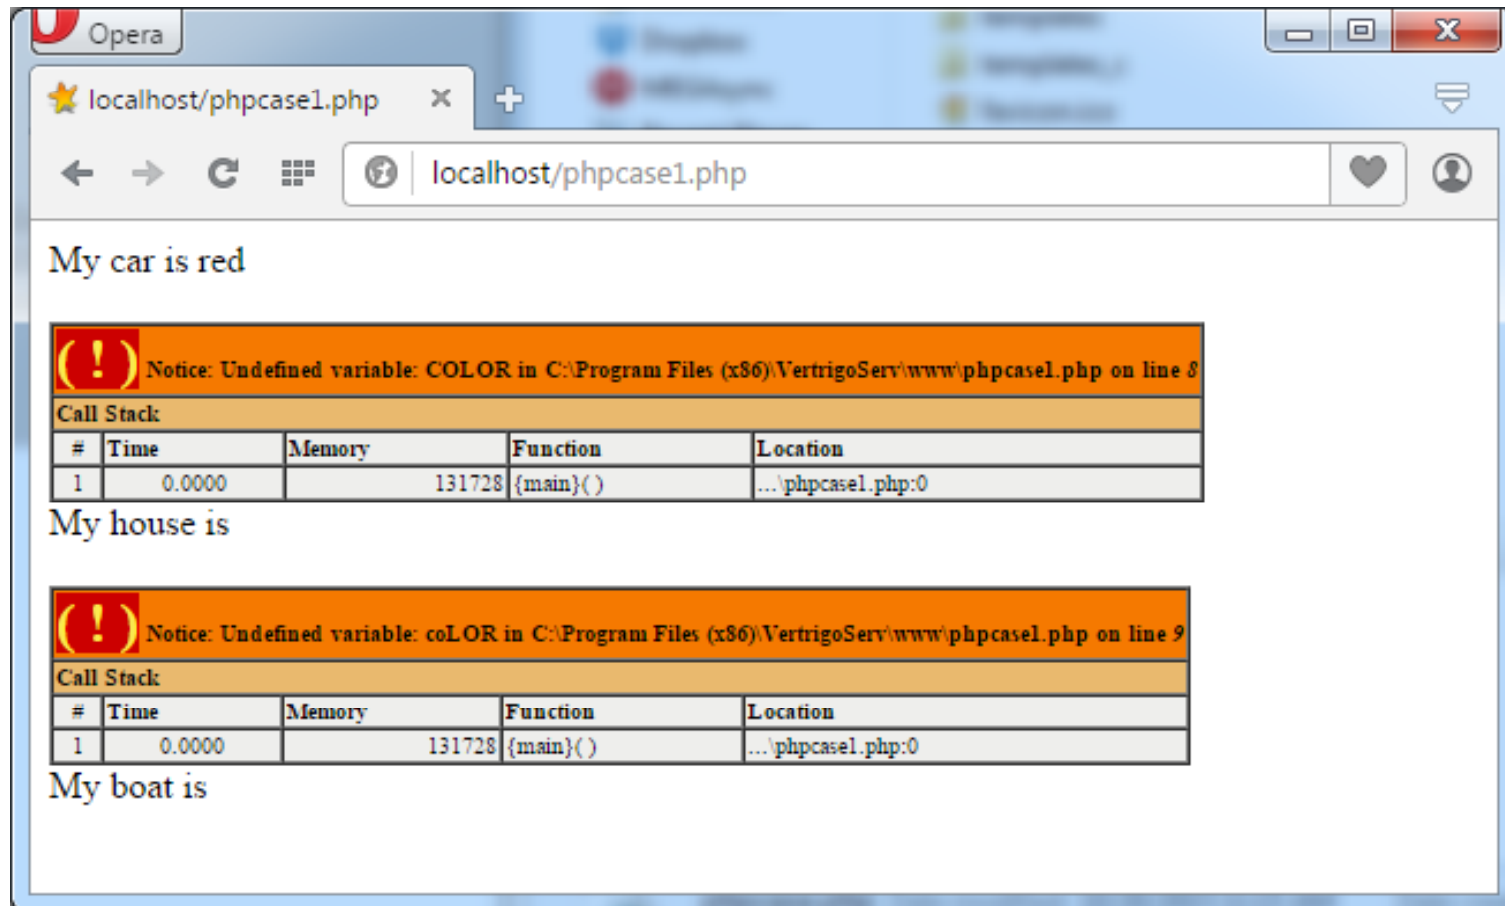 Opera
localhost/phpcase1.php
localhost/phpcase1.php
My car is red
( ! ) Notice: Undefined variable: COLOR in C:\Program Files (x86)\VertrigoServ\www\phpcase1.php on line 8
Call Stack
# Time Memory Function Location
1 0.0000 131728 {main}( ) ...\phpcase1.php:0
My house is
( ! ) Notice: Undefined variable: coLOR in C:\Program Files (x86)\VertrigoServ\www\phpcase1.php on line 9
Call Stack
# Time Memory Function Location
1 0.0000 131728 {main}( ) ...\phpcase1.php:0
My boat is